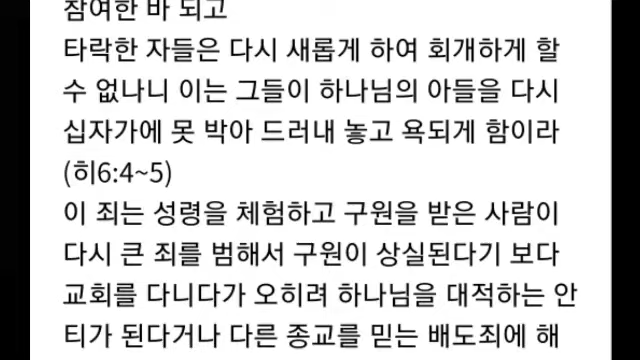 참여한 바 되고
타락한 자들은 다시 새롭게 하여 회개하게 할
수 없나니 이는 그들이 하나님의 아들을 다시
십자가에 못 박아 드러내 놓고 욕되게 함이라
(히6:4~5)
이 죄는 성령을 체험하고 구원을 받은 사람이
다시 큰 죄를 범해서 구원이 상실된다기 보다
교회를 다니다가 오히려 하나님을 대적하는 안
티가 된다거나 다른 종교를 믿는 배도죄에 해